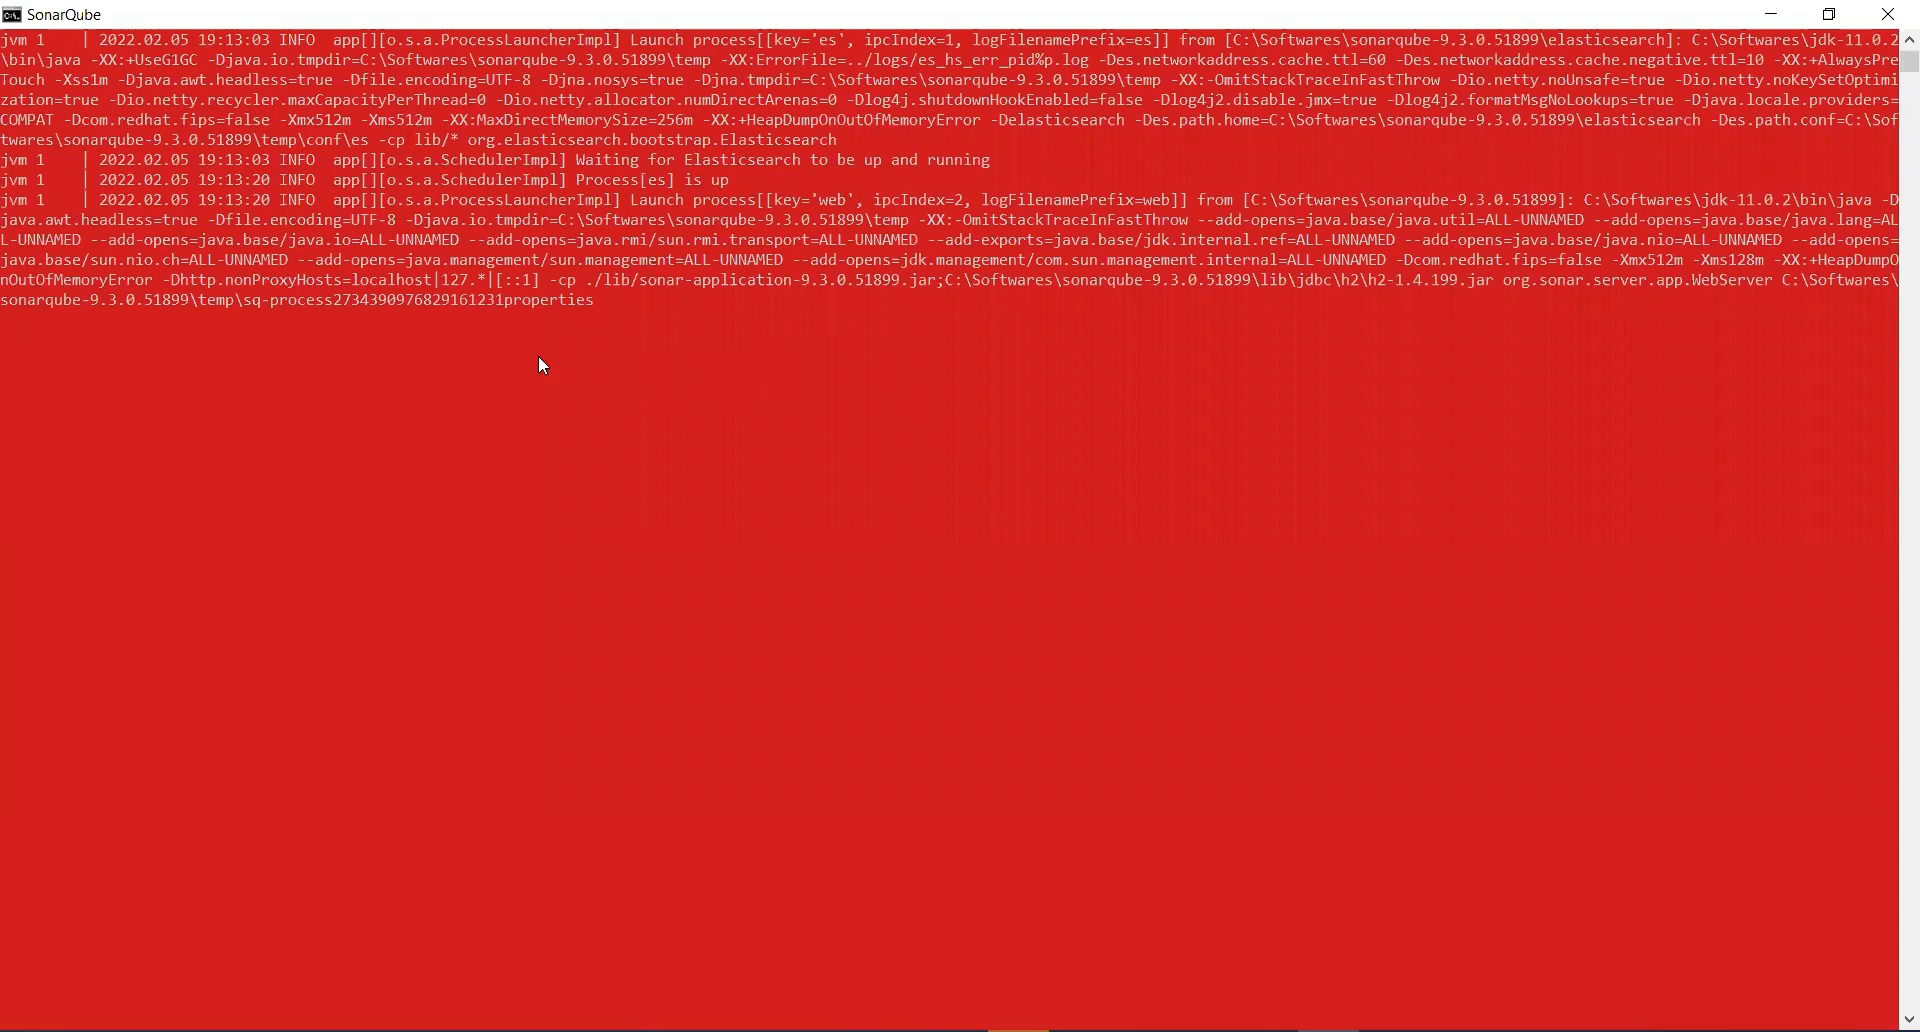 SonarQube
jvm 1    | 2022.02.05 19:13:03 INFO  app[][o.s.a.ProcessLauncherImpl] Launch process[[key='es', ipcIndex=1, logFilenamePrefix=es]] from [C:\Softwares\sonarqube-9.3.0.51899\elasticsearch]: C:\Softwares\jdk-11.0.2
\bin\java -XX:+UseG1GC -Djava.io.tmpdir=C:\Softwares\sonarqube-9.3.0.51899\temp -XX:ErrorFile=../logs/es_hs_err_pid%p.log -Des.networkaddress.cache.ttl=60 -Des.networkaddress.cache.negative.ttl=10 -XX:+AlwaysPre
Touch -Xss1m -Djava.awt.headless=true -Dfile.encoding=UTF-8 -Djna.nosys=true -Djna.tmpdir=C:\Softwares\sonarqube-9.3.0.51899\temp -XX:-OmitStackTraceInFastThrow -Dio.netty.noUnsafe=true -Dio.netty.noKeySetOptimi
zation=true -Dio.netty.recycler.maxCapacityPerThread=0 -Dio.netty.allocator.numDirectArenas=0 -Dlog4j.shutdownHookEnabled=false -Dlog4j2.disable.jmx=true -Dlog4j2.formatMsgNoLookups=true -Djava.locale.providers=
COMPAT -Dcom.redhat.fips=false -Xmx512m -Xms512m -XX:MaxDirectMemorySize=256m -XX:+HeapDumpOnOutOfMemoryError -Delasticsearch -Des.path.home=C:\Softwares\sonarqube-9.3.0.51899\elasticsearch -Des.path.conf=C:\Sof
twares\sonarqube-9.3.0.51899\temp\conf\es -cp lib/* org.elasticsearch.bootstrap.Elasticsearch
jvm 1    | 2022.02.05 19:13:03 INFO  app[][o.s.a.SchedulerImpl] Waiting for Elasticsearch to be up and running
jvm 1    | 2022.02.05 19:13:20 INFO  app[][o.s.a.SchedulerImpl] Process[es] is up
jvm 1    | 2022.02.05 19:13:20 INFO  app[][o.s.a.ProcessLauncherImpl] Launch process[[key='web', ipcIndex=2, logFilenamePrefix=web]] from [C:\Softwares\sonarqube-9.3.0.51899]: C:\Softwares\jdk-11.0.2\bin\java -D
java.awt.headless=true -Dfile.encoding=UTF-8 -Djava.io.tmpdir=C:\Softwares\sonarqube-9.3.0.51899\temp -XX:-OmitStackTraceInFastThrow --add-opens=java.base/java.util=ALL-UNNAMED --add-opens=java.base/java.lang=AL
L-UNNAMED --add-opens=java.base/java.io=ALL-UNNAMED --add-opens=java.rmi/sun.rmi.transport=ALL-UNNAMED --add-exports=java.base/jdk.internal.ref=ALL-UNNAMED --add-opens=java.base/java.nio=ALL-UNNAMED --add-opens=
java.base/sun.nio.ch=ALL-UNNAMED --add-opens=java.management/sun.management=ALL-UNNAMED --add-opens=jdk.management/com.sun.management.internal=ALL-UNNAMED -Dcom.redhat.fips=false -Xmx512m -Xms128m -XX:+HeapDumpO
nOutOfMemoryError -Dhttp.nonProxyHosts=localhost|127.*|[::1] -cp ./lib/sonar-application-9.3.0.51899.jar;C:\Softwares\sonarqube-9.3.0.51899\lib\jdbc\h2\h2-1.4.199.jar org.sonar.server.app.WebServer C:\Softwares\
sonarqube-9.3.0.51899\temp\sq-process2734390976829161231properties